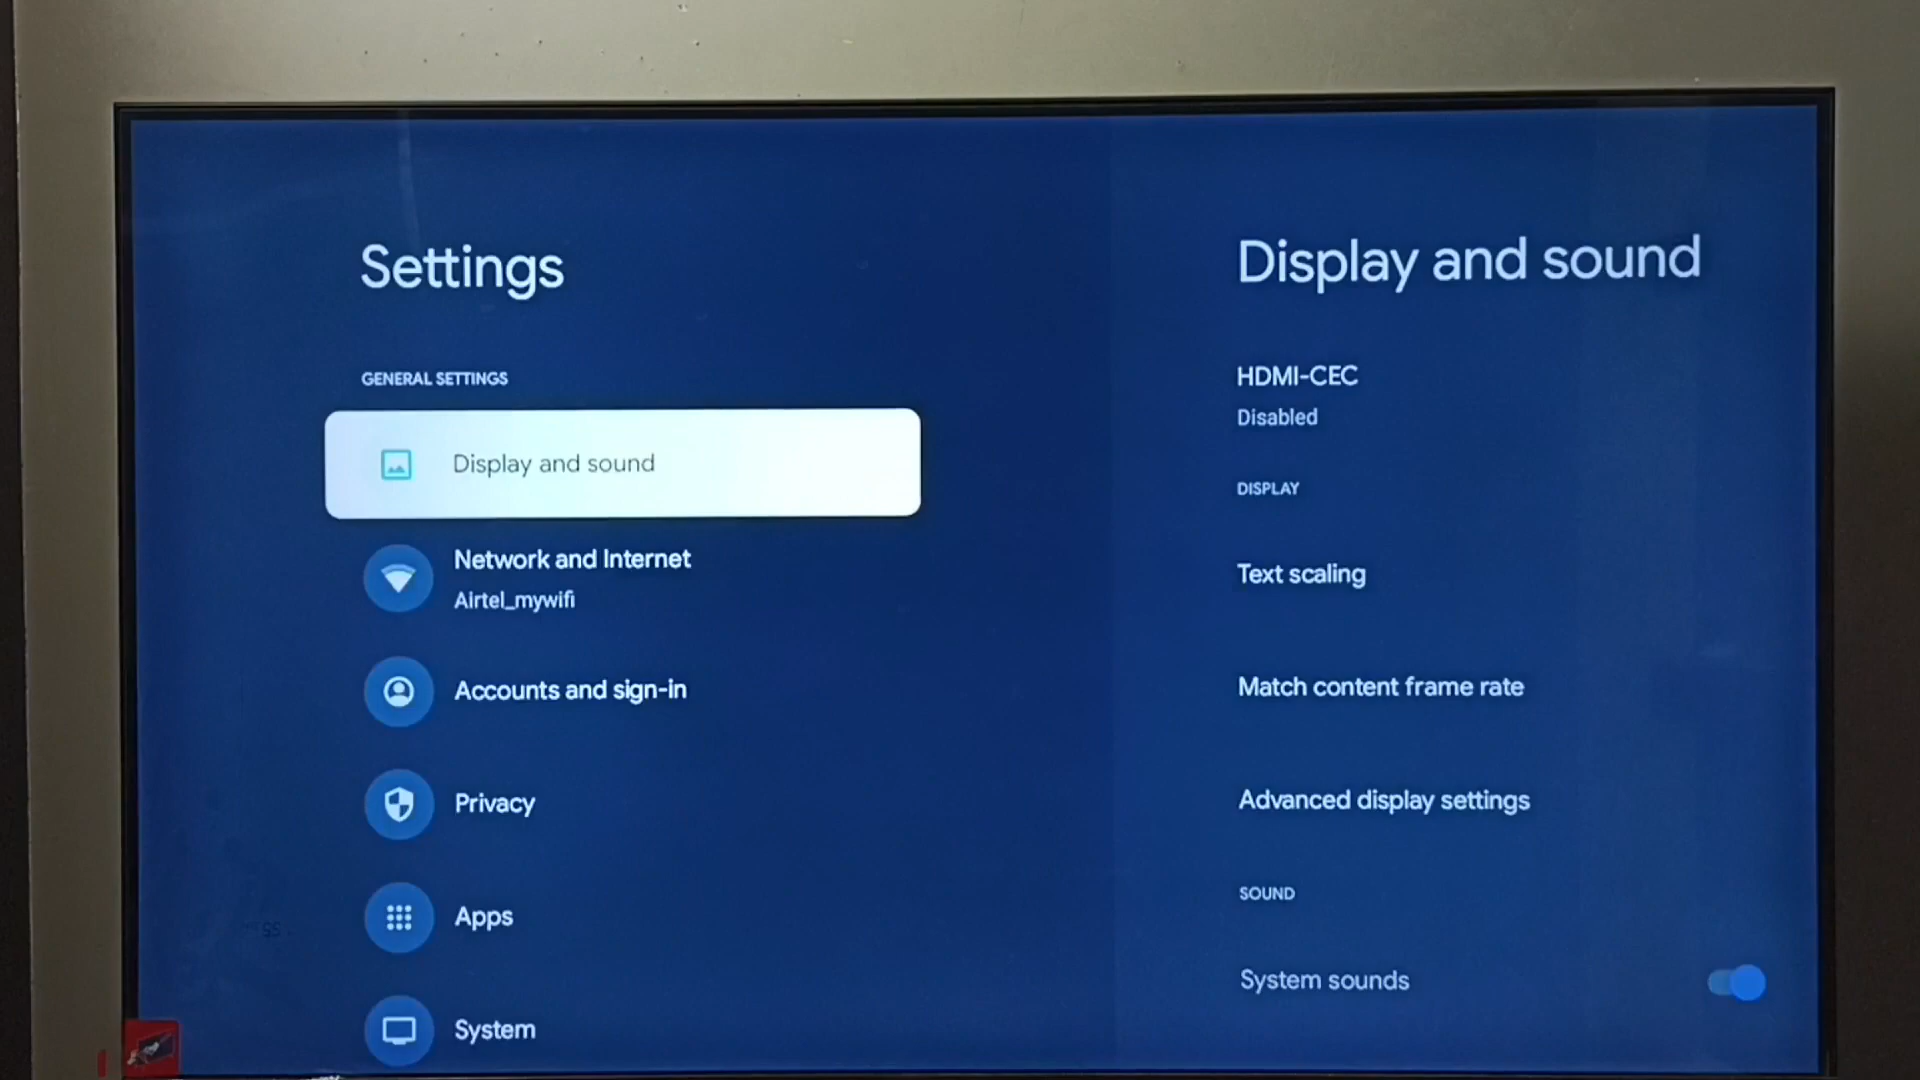 Settings
GENERAL SETTINGS
Display and sound
Network and Internet
Airtel_mywifi
Accounts and sign-in
Privacy
Apps
System
Display and sound
HDMI-CEC
Disabled
DISPLAY
Text scaling
Match content frame rate
Advanced display settings
SOUND
System sounds